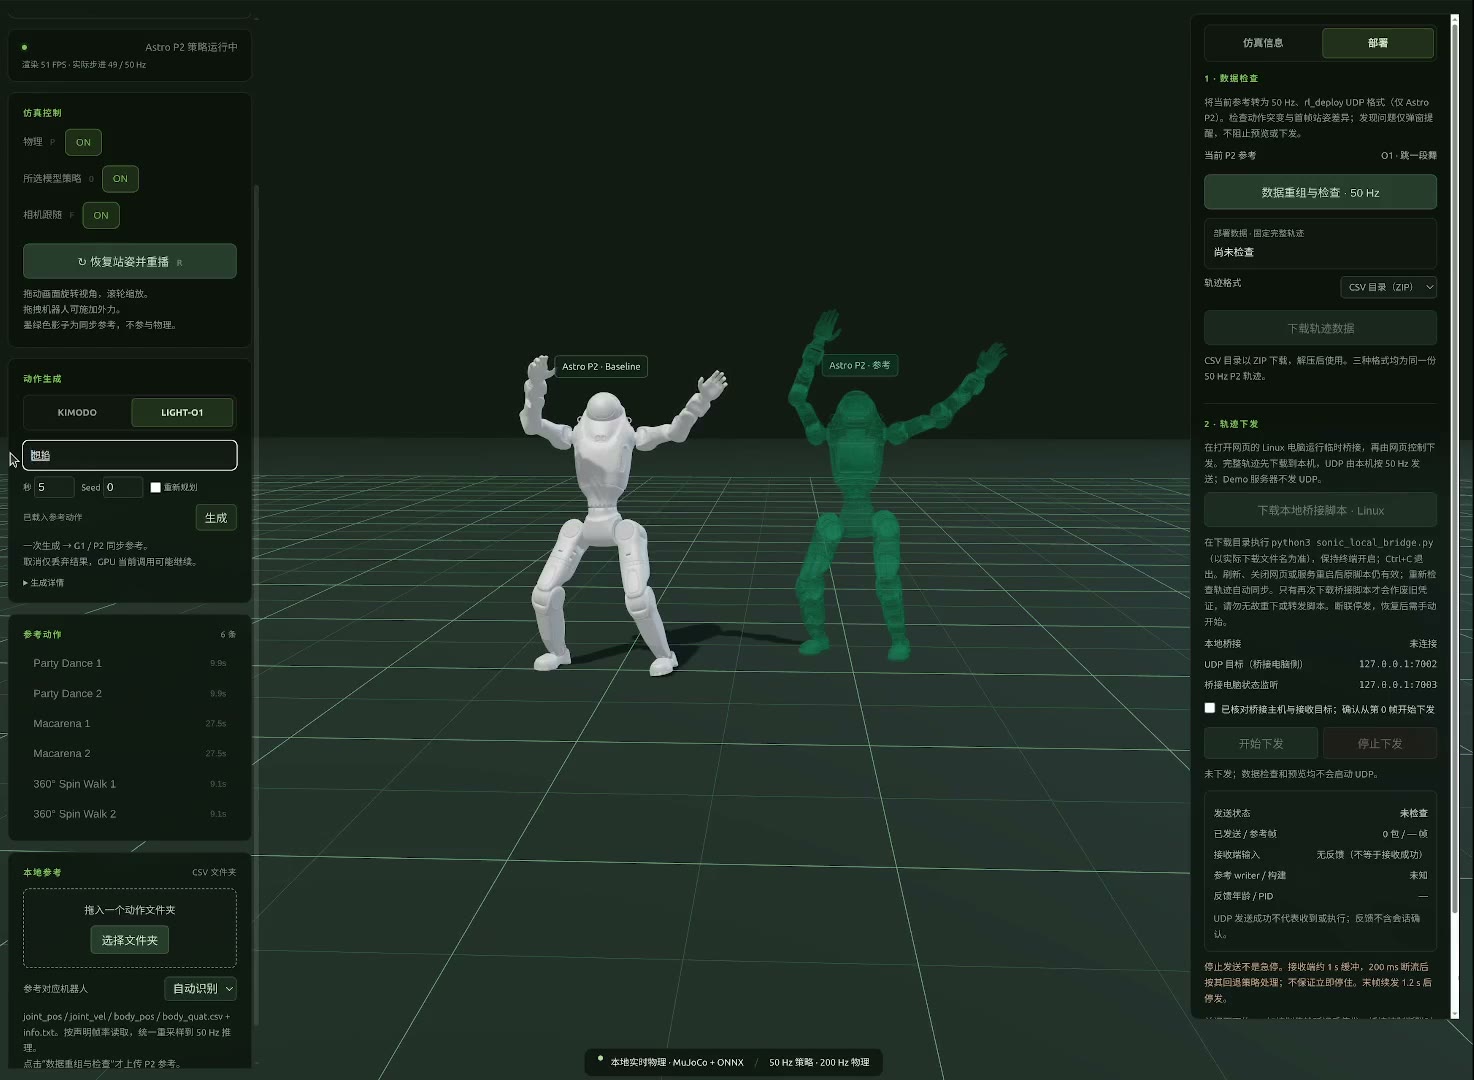 Astro P2 策略运行中
渲染 51 FPS · 实际步进 49 / 50 Hz
仿真控制
物理 P ON
所选模型策略 O ON
相机跟随 F ON
↻ 恢复站姿并重播 R
拖动画面旋转视角，滚轮缩放。
拖拽机器人可施加外力。
墨绿色影子为同步参考，不参与物理。
动作生成
KIMODO LIGHT-O1
秒 5 Seed 0 重新规划
已载入参考动作 生成
一次生成 → G1 / P2 同步参考。
取消仅丢弃结果，GPU 当前调用可能继续。
▸ 生成详情
参考动作 6 条
Party Dance 1 9.9s
Party Dance 2 9.9s
Macarena 1 27.5s
Macarena 2 27.5s
360° Spin Walk 1 9.1s
360° Spin Walk 2 9.1s
本地参考 CSV 文件夹
拖入一个动作文件夹
选择文件夹
参考对应机器人 自动识别
joint_pos / joint_vel / body_pos / body_quat.csv +
info.txt。按声明帧率读取，统一重采样到 50 Hz 推
理。
点击“数据重组与检查”才上传 P2 参考。
Astro P2 · Baseline
Astro P2 · 参考
本地实时物理 · MuJoCo + ONNX / 50 Hz 策略 · 200 Hz 物理
仿真信息 部署
1 · 数据检查
将当前参考转为 50 Hz、rl_deploy UDP 格式（仅 Astro
P2）。检查动作突变与首帧站姿差异；发现问题仅弹窗提
醒，不阻止预览或下发。
当前 P2 参考 O1 · 跳一段舞
数据重组与检查 · 50 Hz
部署数据 · 固定完整轨迹
尚未检查
轨迹格式 CSV 目录（ZIP）
下载轨迹数据
CSV 目录以 ZIP 下载，解压后使用。三种格式均为同一份
50 Hz P2 轨迹。
2 · 轨迹下发
在打开网页的 Linux 电脑运行临时桥接，再由网页控制下
发。完整轨迹先下载到本机，UDP 由本机按 50 Hz 发
送；Demo 服务器不发 UDP。
下载本地桥接脚本 · Linux
在下载目录执行 python3 sonic_local_bridge.py
（以实际下载文件名为准），保持终端开启；Ctrl+C 退
出。刷新、关闭网页或服务重启后原脚本仍有效；重新检
查轨迹自动同步。只有再次下载桥接脚本才会作废旧凭
证，请勿无故重下或转发脚本。断联停发，恢复后需手动
开始。
本地桥接 未连接
UDP 目标（桥接电脑侧） 127.0.0.1:7002
桥接电脑状态监听 127.0.0.1:7003
已核对桥接主机与接收目标；确认从第 0 帧开始下发
开始下发 停止下发
未下发；数据检查和预览均不会启动 UDP。
发送状态 未检查
已发送 / 参考帧 0 包 / — 帧
接收端输入 无反馈（不等于接收成功）
参考 writer / 构建 未知
反馈年龄 / PID —
UDP 发送成功不代表收到或执行；反馈不含会话确
认。
停止发送不是急停。接收端约 1 s 缓冲，200 ms 断流后
按其回退策略处理；不保证立即停住。末帧续发 1.2 s 后
停发。